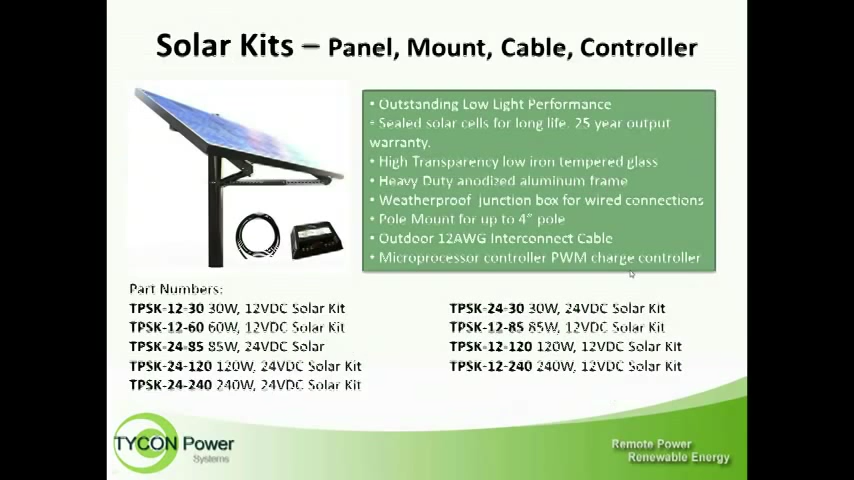 Solar Kits – Panel, Mount, Cable, Controller
• Outstanding Low Light Performance
• Sealed solar cells for long life. 25 year output
warranty.
• High Transparency low iron tempered glass
• Heavy Duty anodized aluminum frame
• Weatherproof junction box for wired connections
• Pole Mount for up to 4” pole
• Outdoor 12AWG Interconnect Cable
• Microprocessor controller PWM charge controller
Part Numbers:
TPSK-12-30 30W, 12VDC Solar Kit
TPSK-12-60 60W, 12VDC Solar Kit
TPSK-24-85 85W, 24VDC Solar
TPSK-24-120 120W, 24VDC Solar Kit
TPSK-24-240 240W, 24VDC Solar Kit
TPSK-24-30 30W, 24VDC Solar Kit
TPSK-12-85 85W, 12VDC Solar Kit
TPSK-12-120 120W, 12VDC Solar Kit
TPSK-12-240 240W, 12VDC Solar Kit
TYCON Power
Systems
Remote Power
Renewable Energy